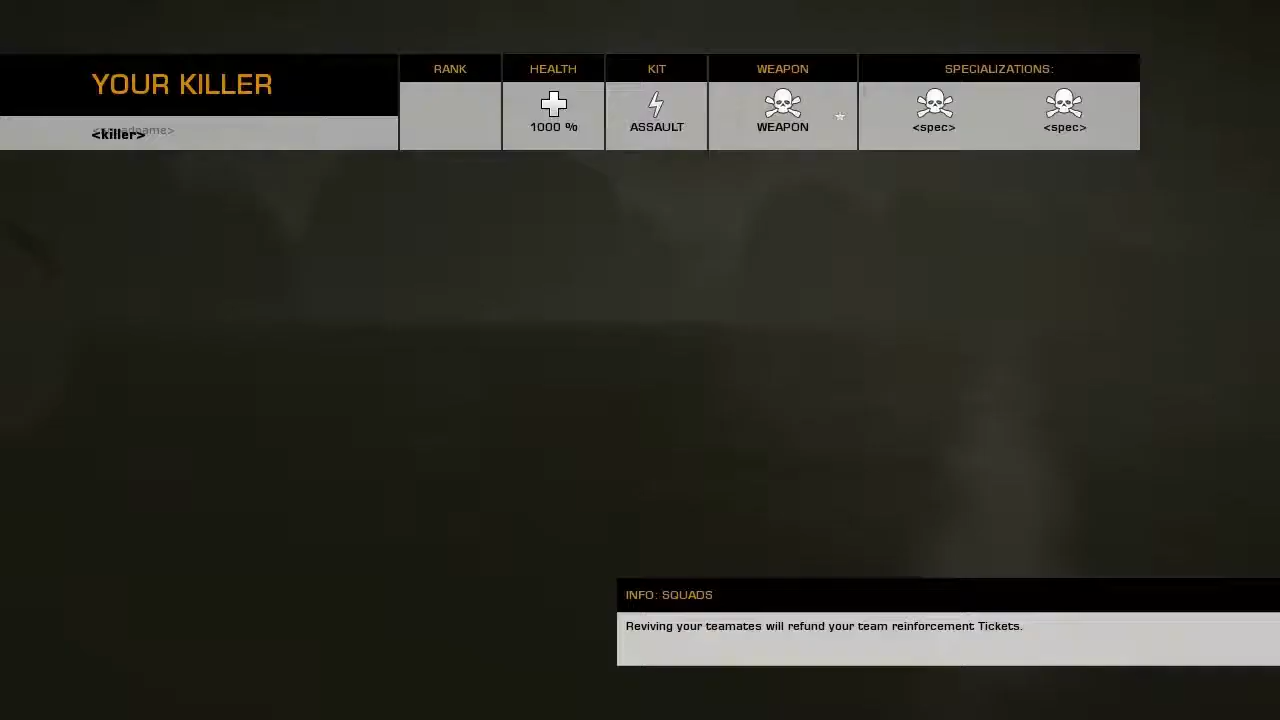 YOUR KILLER
<killer>
RANK
HEALTH
1000 %
KIT
ASSAULT
WEAPON
WEAPON
SPECIALIZATIONS:
<spec>
<spec>
INFO: SQUADS
Reviving your teamates will refund your team reinforcement Tickets.